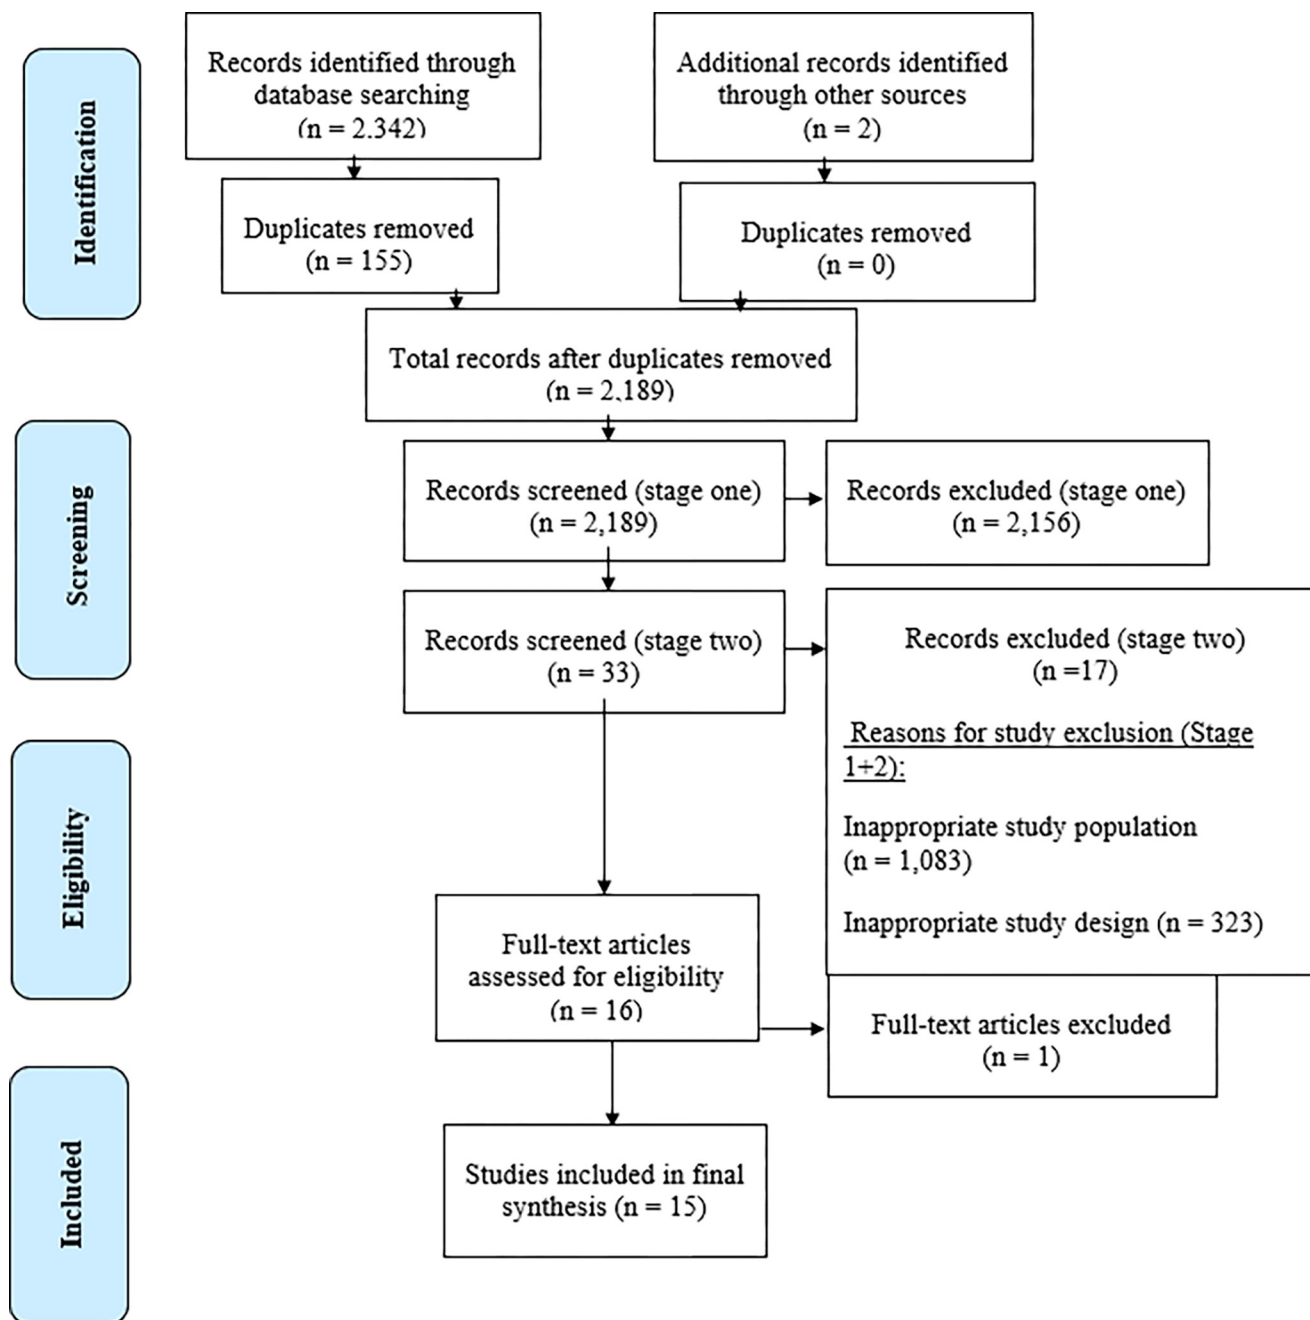 Identification
Records identified through
database searching
(n = 2,342)
Additional records identified
through other sources
(n = 2)
Duplicates removed
(n = 155)
Duplicates removed
(n = 0)
Total records after duplicates removed
(n = 2,189)
Screening
Records screened (stage one)
(n = 2,189)
Records excluded (stage one)
(n = 2,156)
Records screened (stage two)
(n = 33)
Records excluded (stage two)
(n =17)
Reasons for study exclusion (Stage
1+2):
Inappropriate study population
(n = 1,083)
Inappropriate study design (n = 323)
Eligibility
Full-text articles
assessed for eligibility
(n = 16)
Full-text articles excluded
(n = 1)
Included
Studies included in final
synthesis (n = 15)